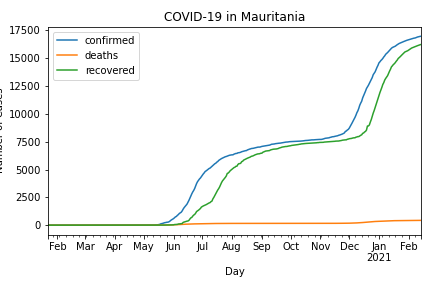 COVID-19 in Mauritania
confirmed
deaths
recovered
17500
15000
12500
10000
7500
5000
2500
0
Number of cases
Feb Mar Apr May Jun Jul Aug Sep Oct Nov Dec Jan Feb
2021
Day